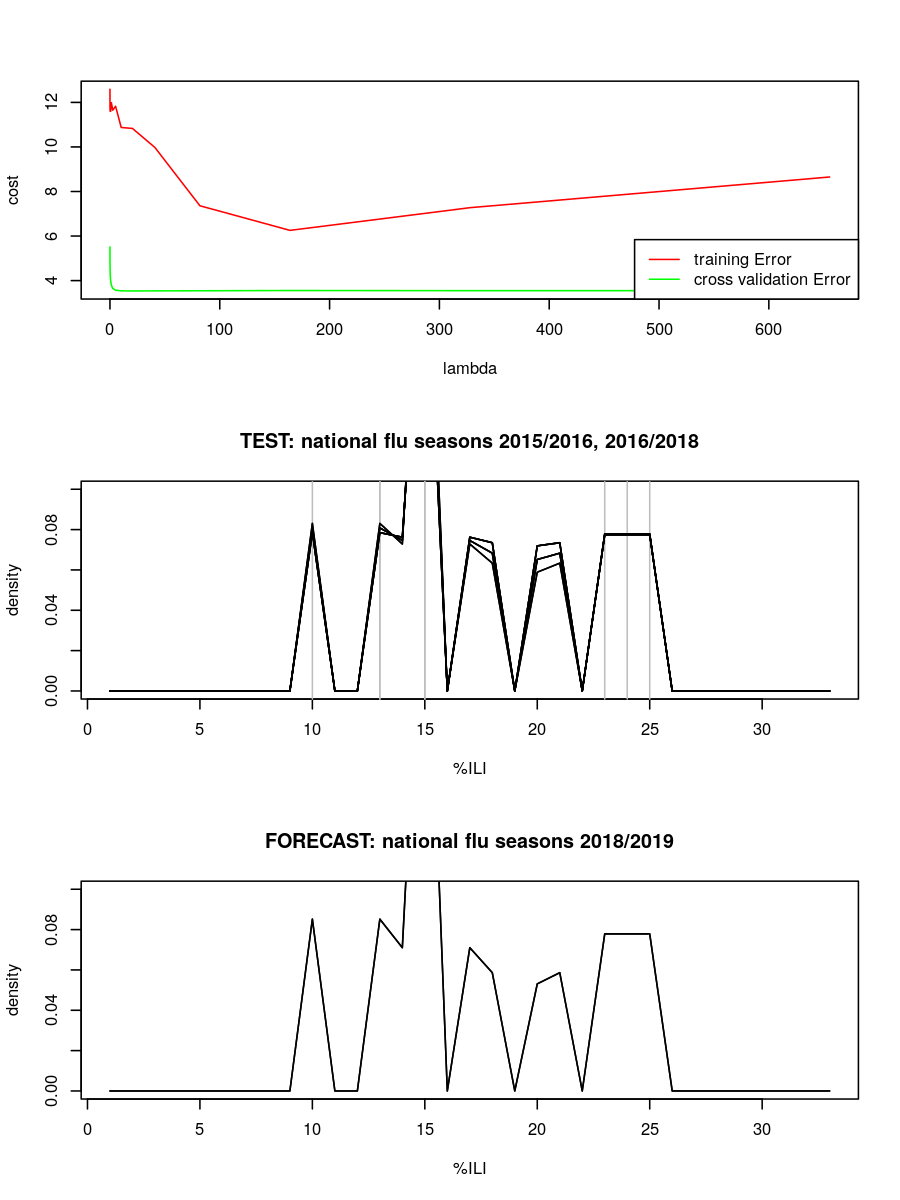 12
10
8
6
4
cost
training Error
cross validation Error
0 100 200 300 400 500 600
lambda
TEST: national flu seasons 2015/2016, 2016/2018
0.08
0.04
0.00
density
0 5 10 15 20 25 30
%ILI
FORECAST: national flu seasons 2018/2019
0.08
0.04
0.00
density
0 5 10 15 20 25 30
%ILI